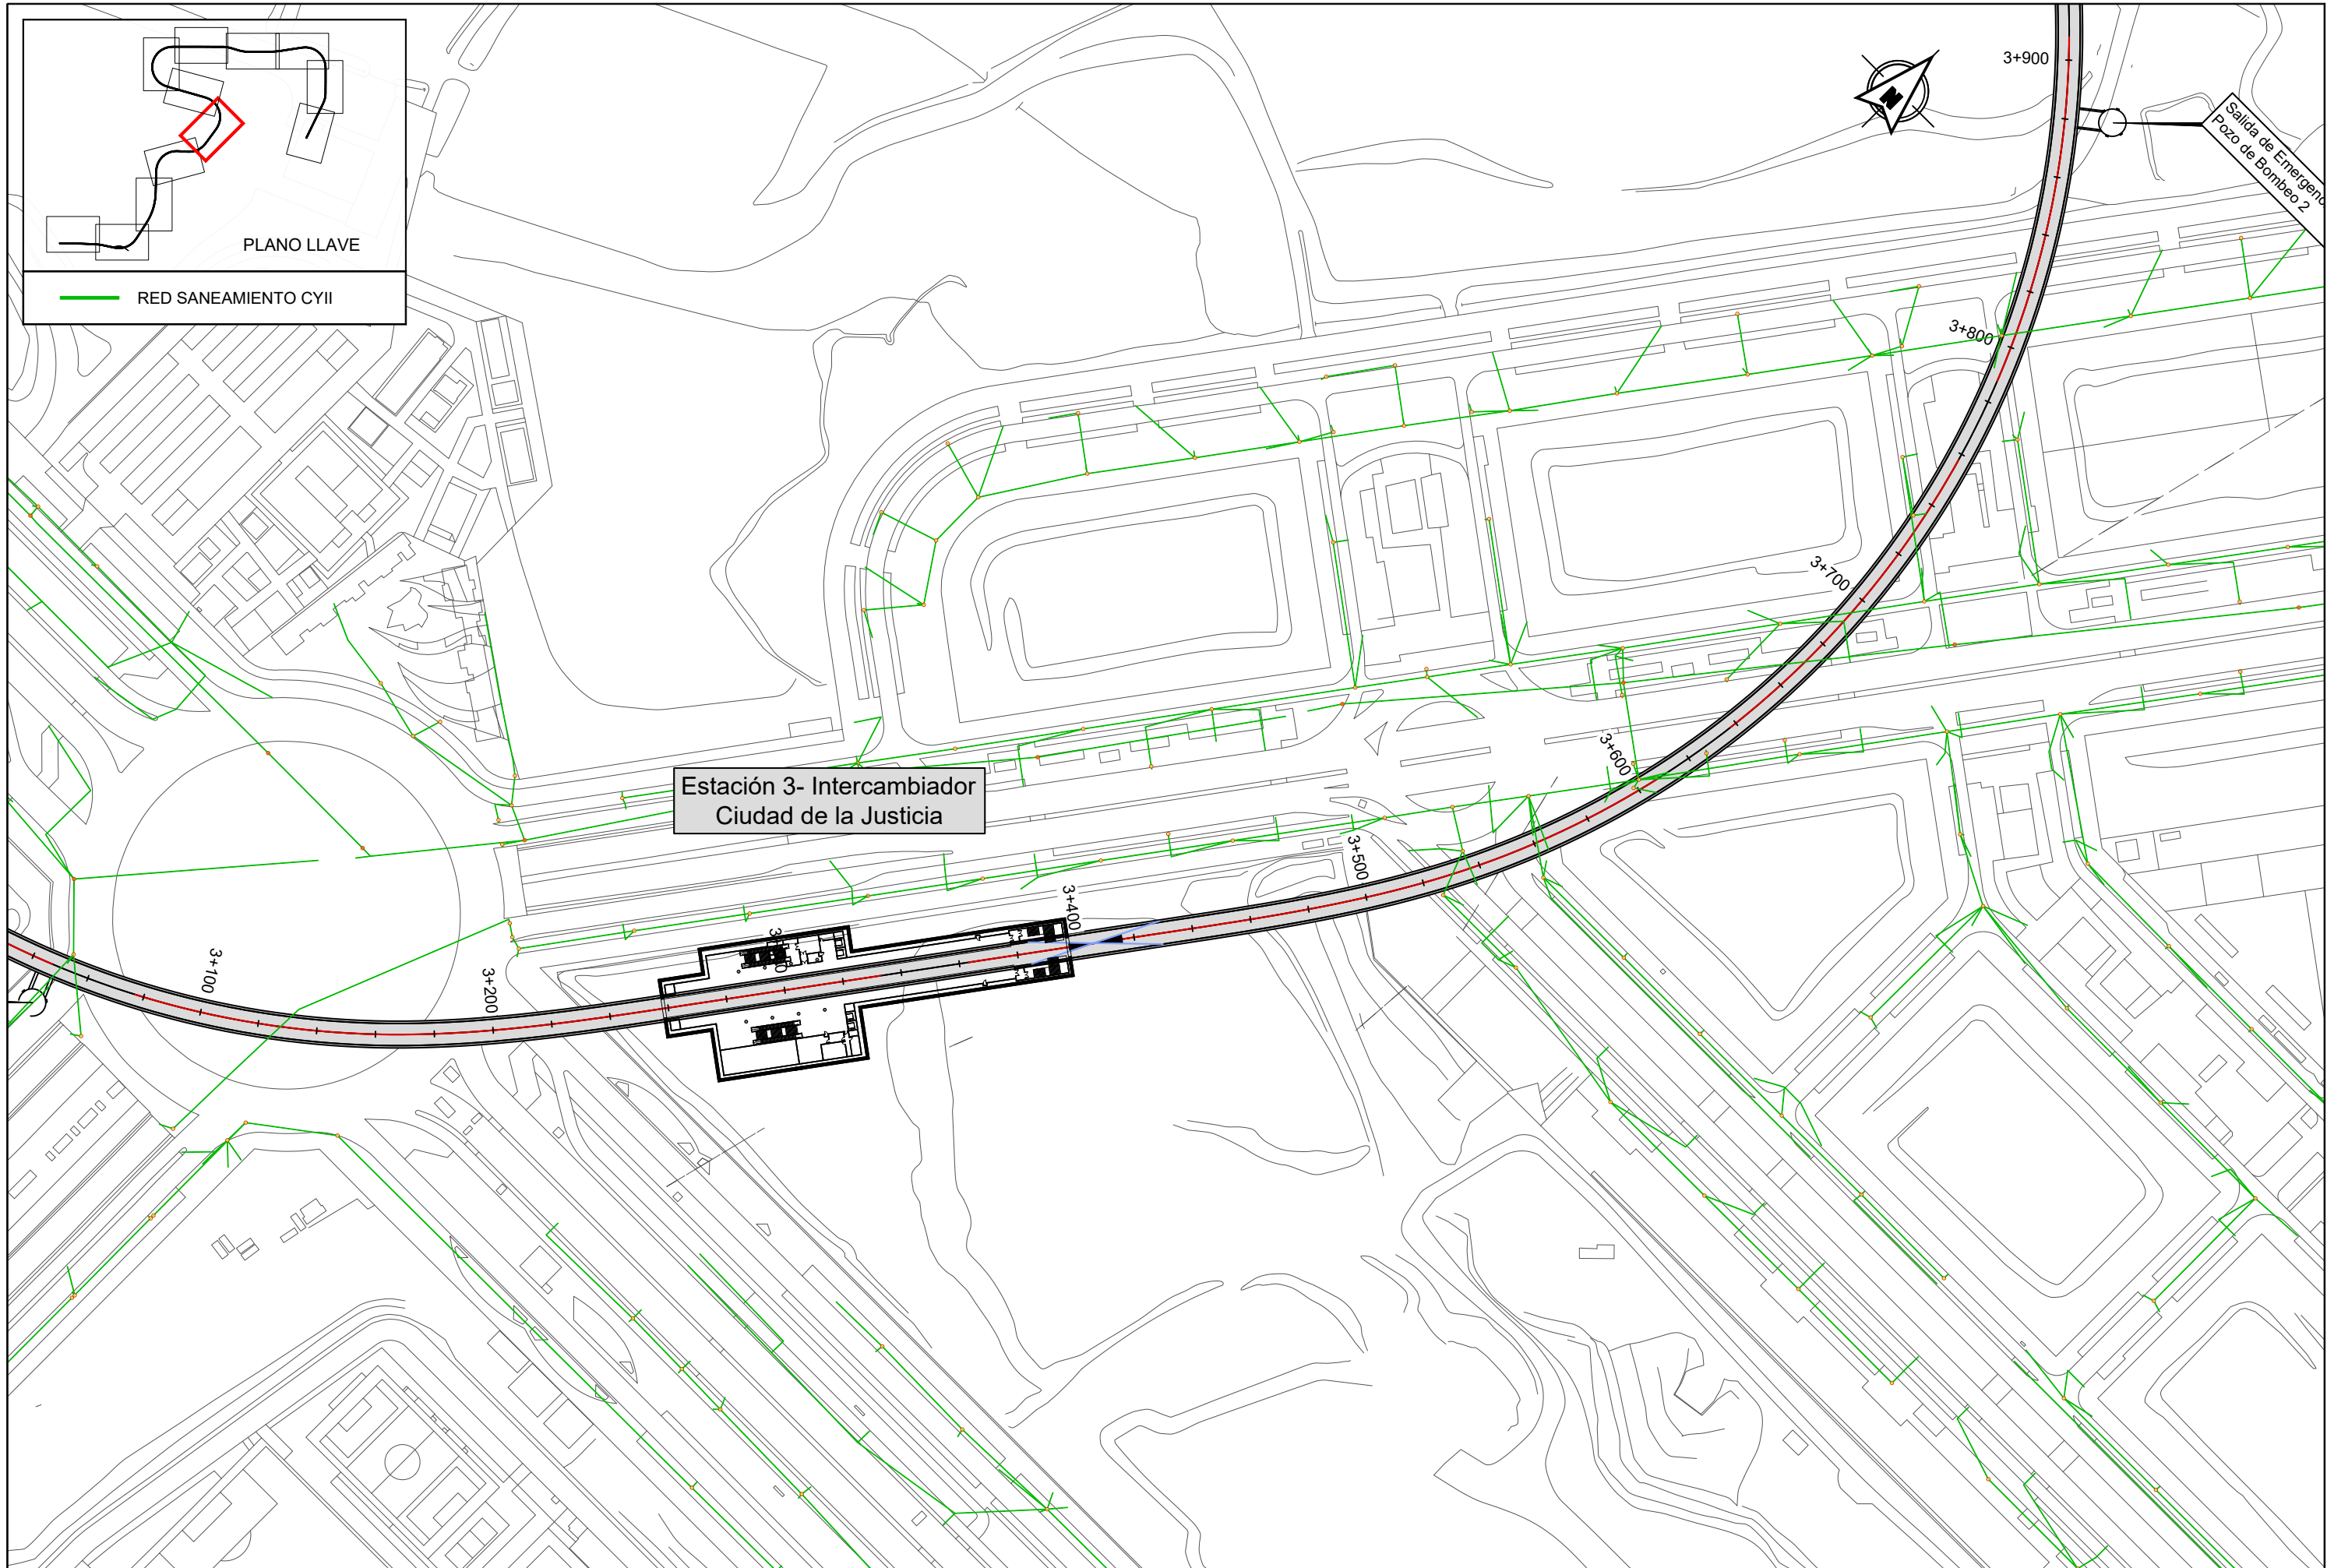 PLANO LLAVE
RED SANEAMIENTO CYII
N
3+900
Salida de Emergenc
Pozo de Bombeo 2
3+800
3+700
3+600
Estación 3- Intercambiador
Ciudad de la Justicia
3+500
3+400
3+200
3+100